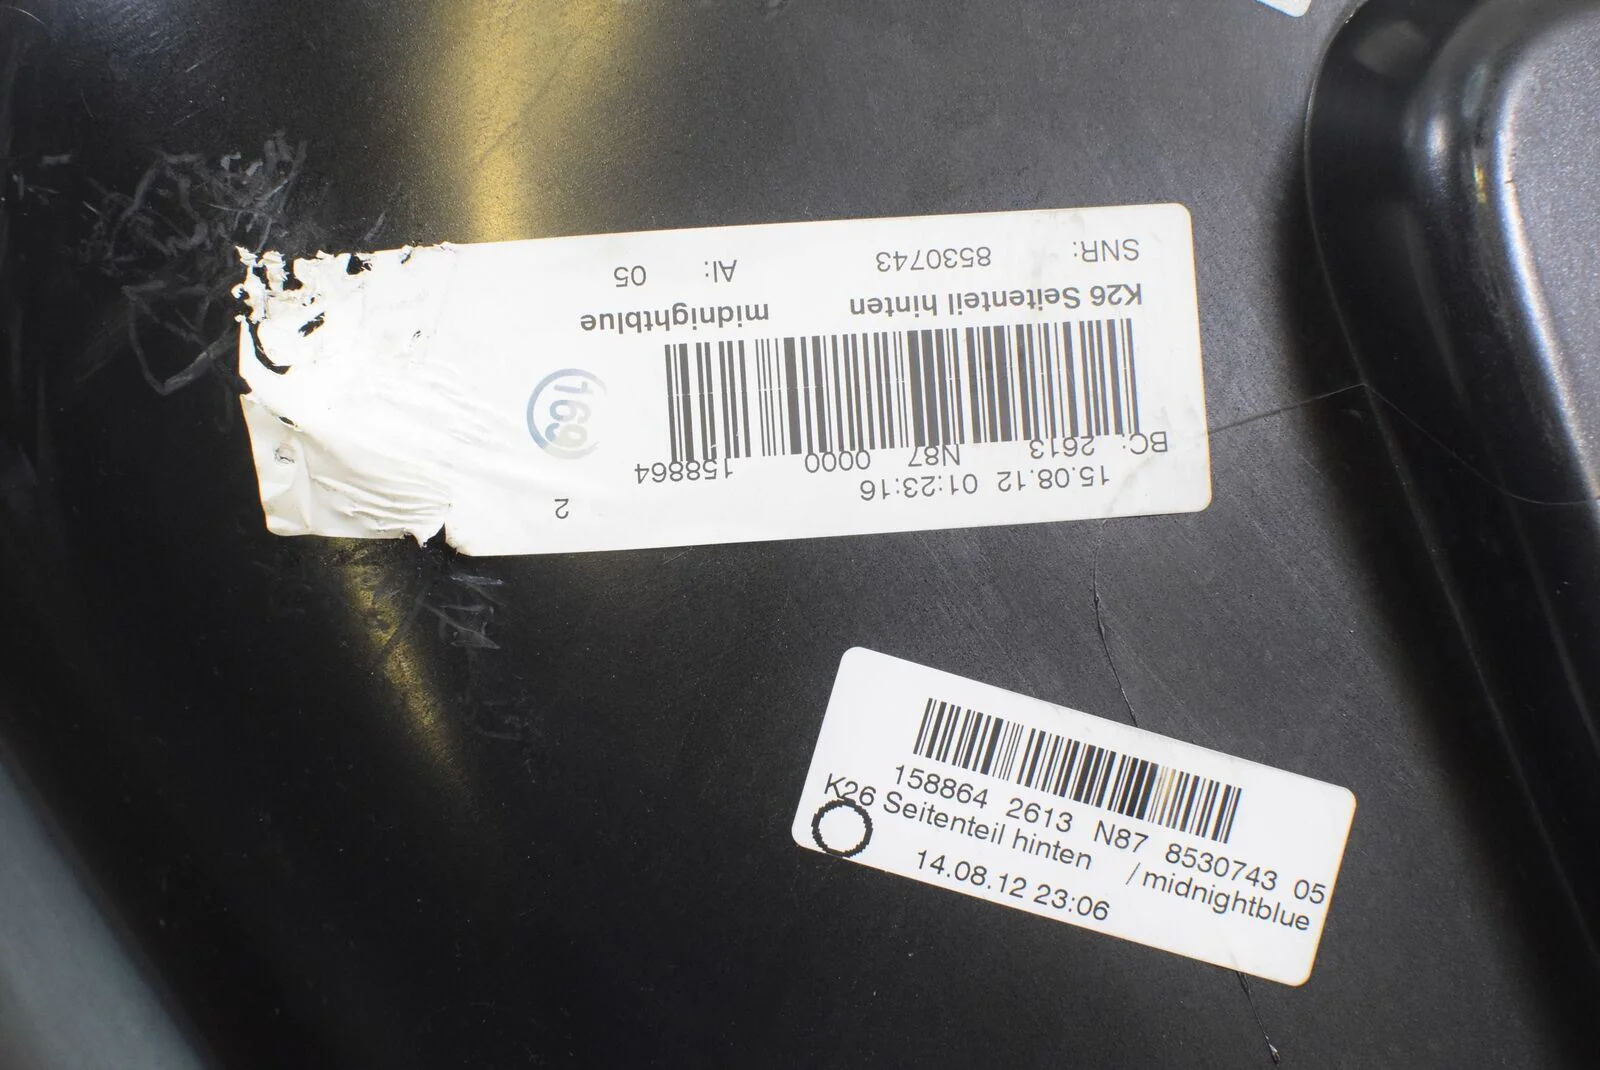 SNR: 8530743 AI: 05
K26 Seitenteil hinten midnightblue
169
BC: 2613 N87 0000 158864
15.08.12 01:23:16 2
158864 2613 N87 8530743 05
K26 Seitenteil hinten /midnightblue
14.08.12 23:06